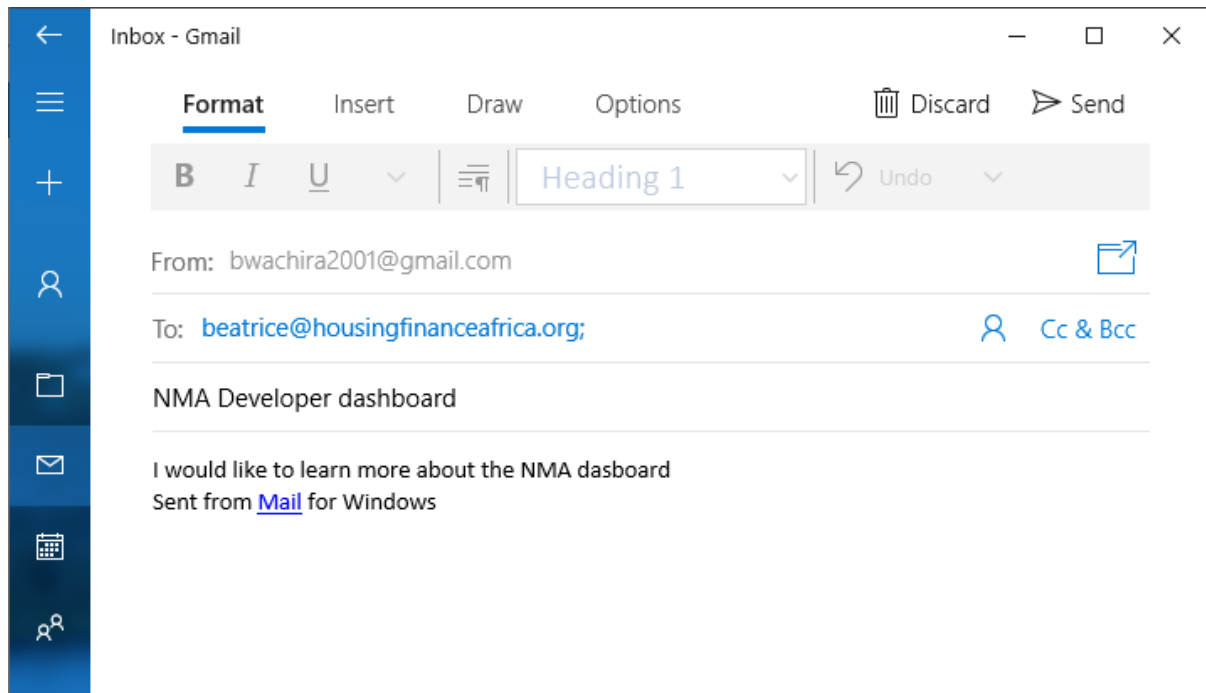 Inbox - Gmail
Format Insert Draw Options Discard Send
B I U Heading 1 Undo
From: bwachira2001@gmail.com
To: beatrice@housingfinanceafrica.org; Cc & Bcc
NMA Developer dashboard
I would like to learn more about the NMA dasboard
Sent from Mail for Windows